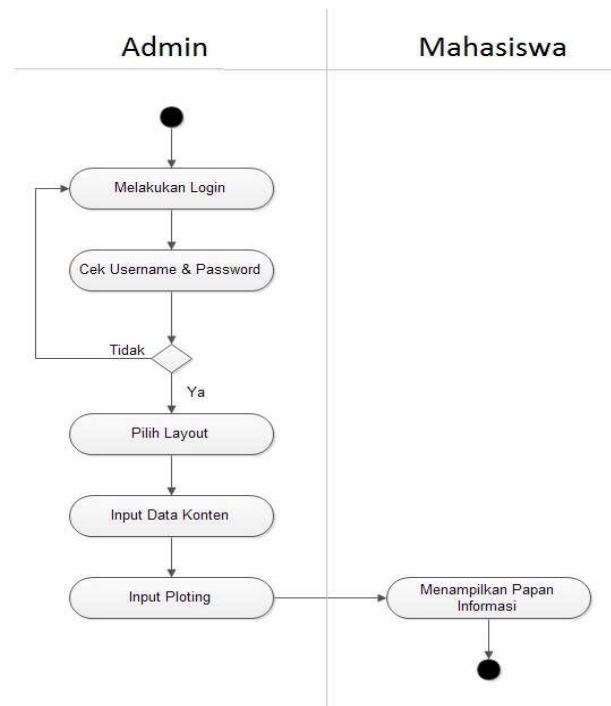 Admin
Mahasiswa
Melakukan Login
Cek Username & Password
Tidak
Ya
Pilih Layout
Input Data Konten
Input Ploting
Menampilkan Papan
Informasi